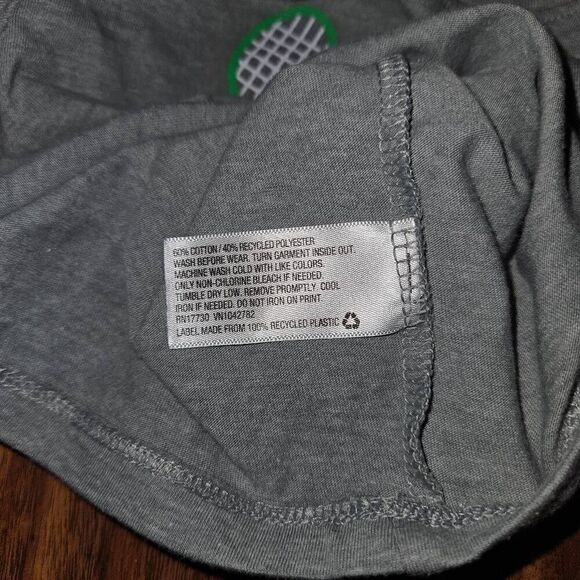 60% COTTON / 40% RECYCLED POLYESTER
WASH BEFORE WEAR. TURN GARMENT INSIDE OUT.
MACHINE WASH COLD WITH LIKE COLORS.
ONLY NON-CHLORINE BLEACH IF NEEDED.
TUMBLE DRY LOW. REMOVE PROMPTLY. COOL
IRON IF NEEDED. DO NOT IRON ON PRINT.
RN17730 VN1042782
LABEL MADE FROM 100% RECYCLED PLASTIC